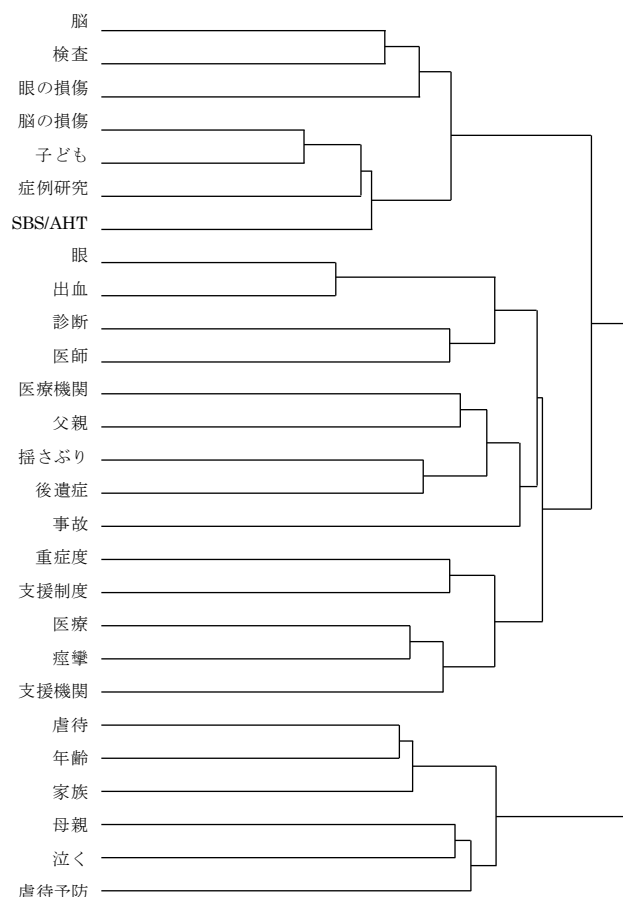 脳
検査
眼の損傷
脳の損傷
子ども
症例研究
SBS/AHT
眼
出血
診断
医師
医療機関
父親
揺さぶり
後遺症
事故
重症度
支援制度
医療
痙攣
支援機関
虐待
年齢
家族
母親
泣く
虐待予防